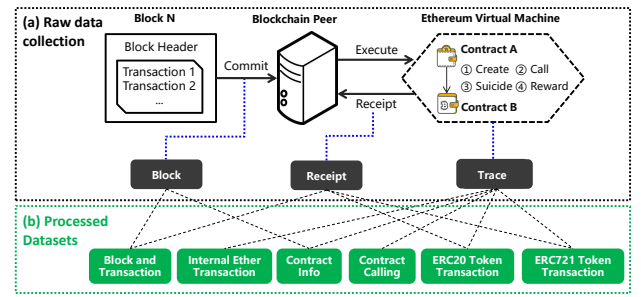 Block N
Blockchain Peer
Ethereum Virtual Machine
(a) Raw data
collection
Block Header
Transaction 1
Transaction 2
...
Commit
Execute
Receipt
Contract A
① Create ② Call
③ Suicide ④ Reward
Contract B
Block
Receipt
Trace
(b) Processed
Datasets
Block and
Transaction
Internal Ether
Transaction
Contract
Info
Contract
Calling
ERC20 Token
Transaction
ERC721 Token
Transaction